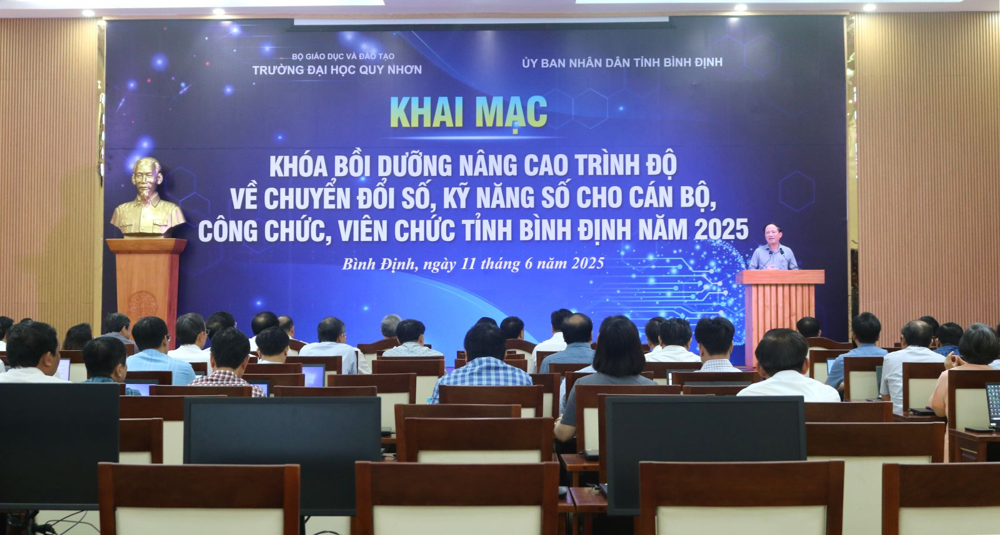 BỘ GIÁO DỤC VÀ ĐÀO TẠO
TRƯỜNG ĐẠI HỌC QUY NHƠN
ỦY BAN NHÂN DÂN TỈNH BÌNH ĐỊNH
KHAI MẠC
KHÓA BỒI DƯỠNG NÂNG CAO TRÌNH ĐỘ
VỀ CHUYỂN ĐỔI SỐ, KỸ NĂNG SỐ CHO CÁN BỘ,
CÔNG CHỨC, VIÊN CHỨC TỈNH BÌNH ĐỊNH NĂM 2025
Bình Định, ngày 11 tháng 6 năm 2025